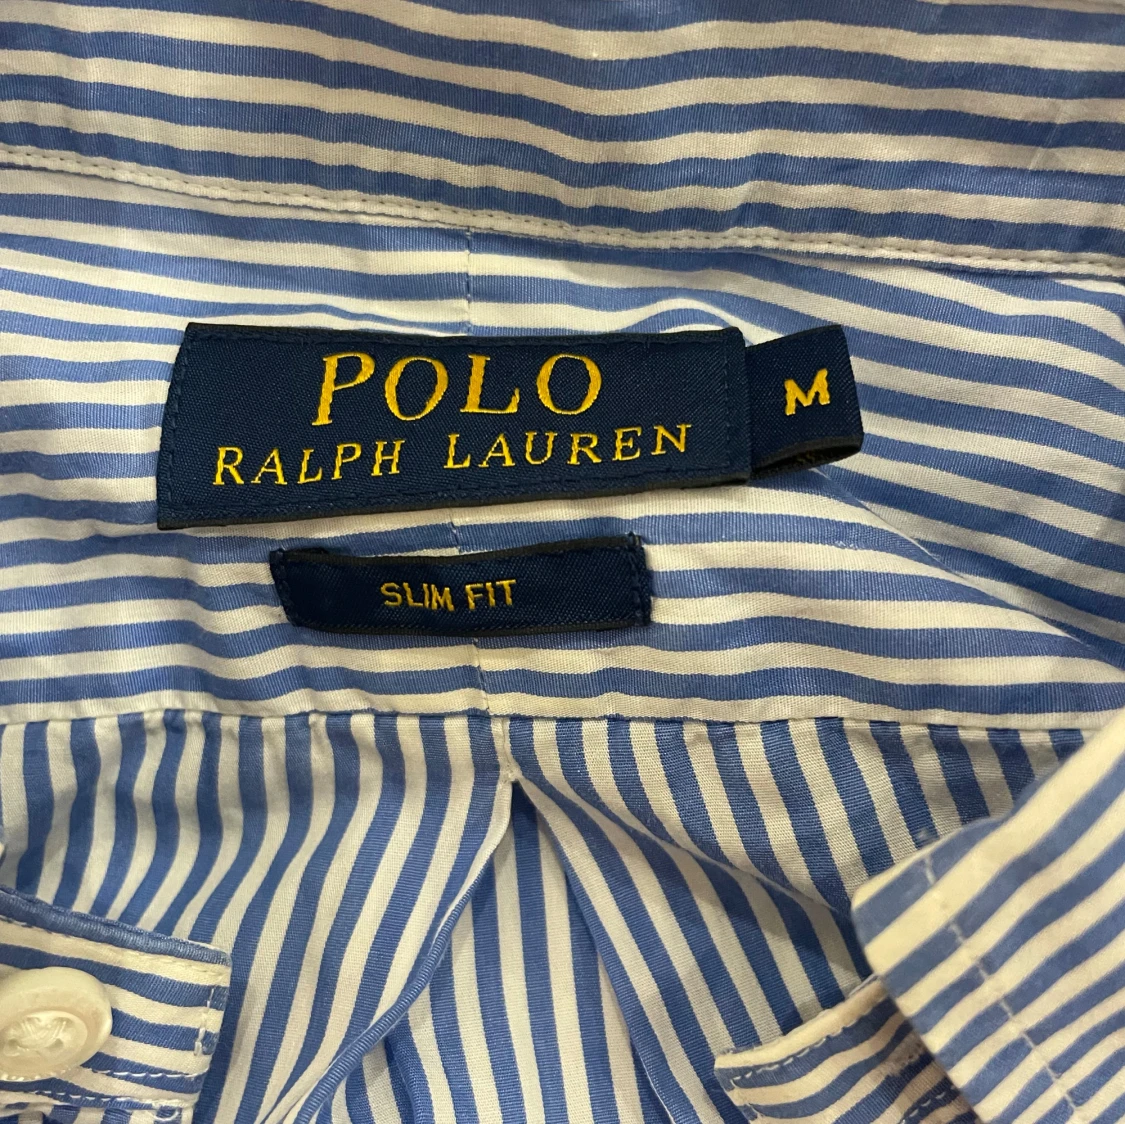 POLO
RALPH LAUREN
M
SLIM FIT